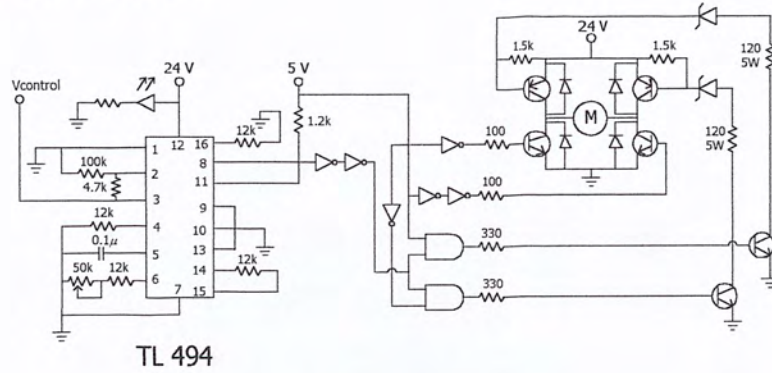 24 V
1.5k
1.5k
120
5W
Vcontrol
24 V
5 V
M
120
5W
12k
1.2k
100
1
12
16
8
100k
2
11
4.7k
3
100
12k
4
9
0.1µ
5
10
330
13
50k
12k
6
7
14
12k
15
330
TL 494